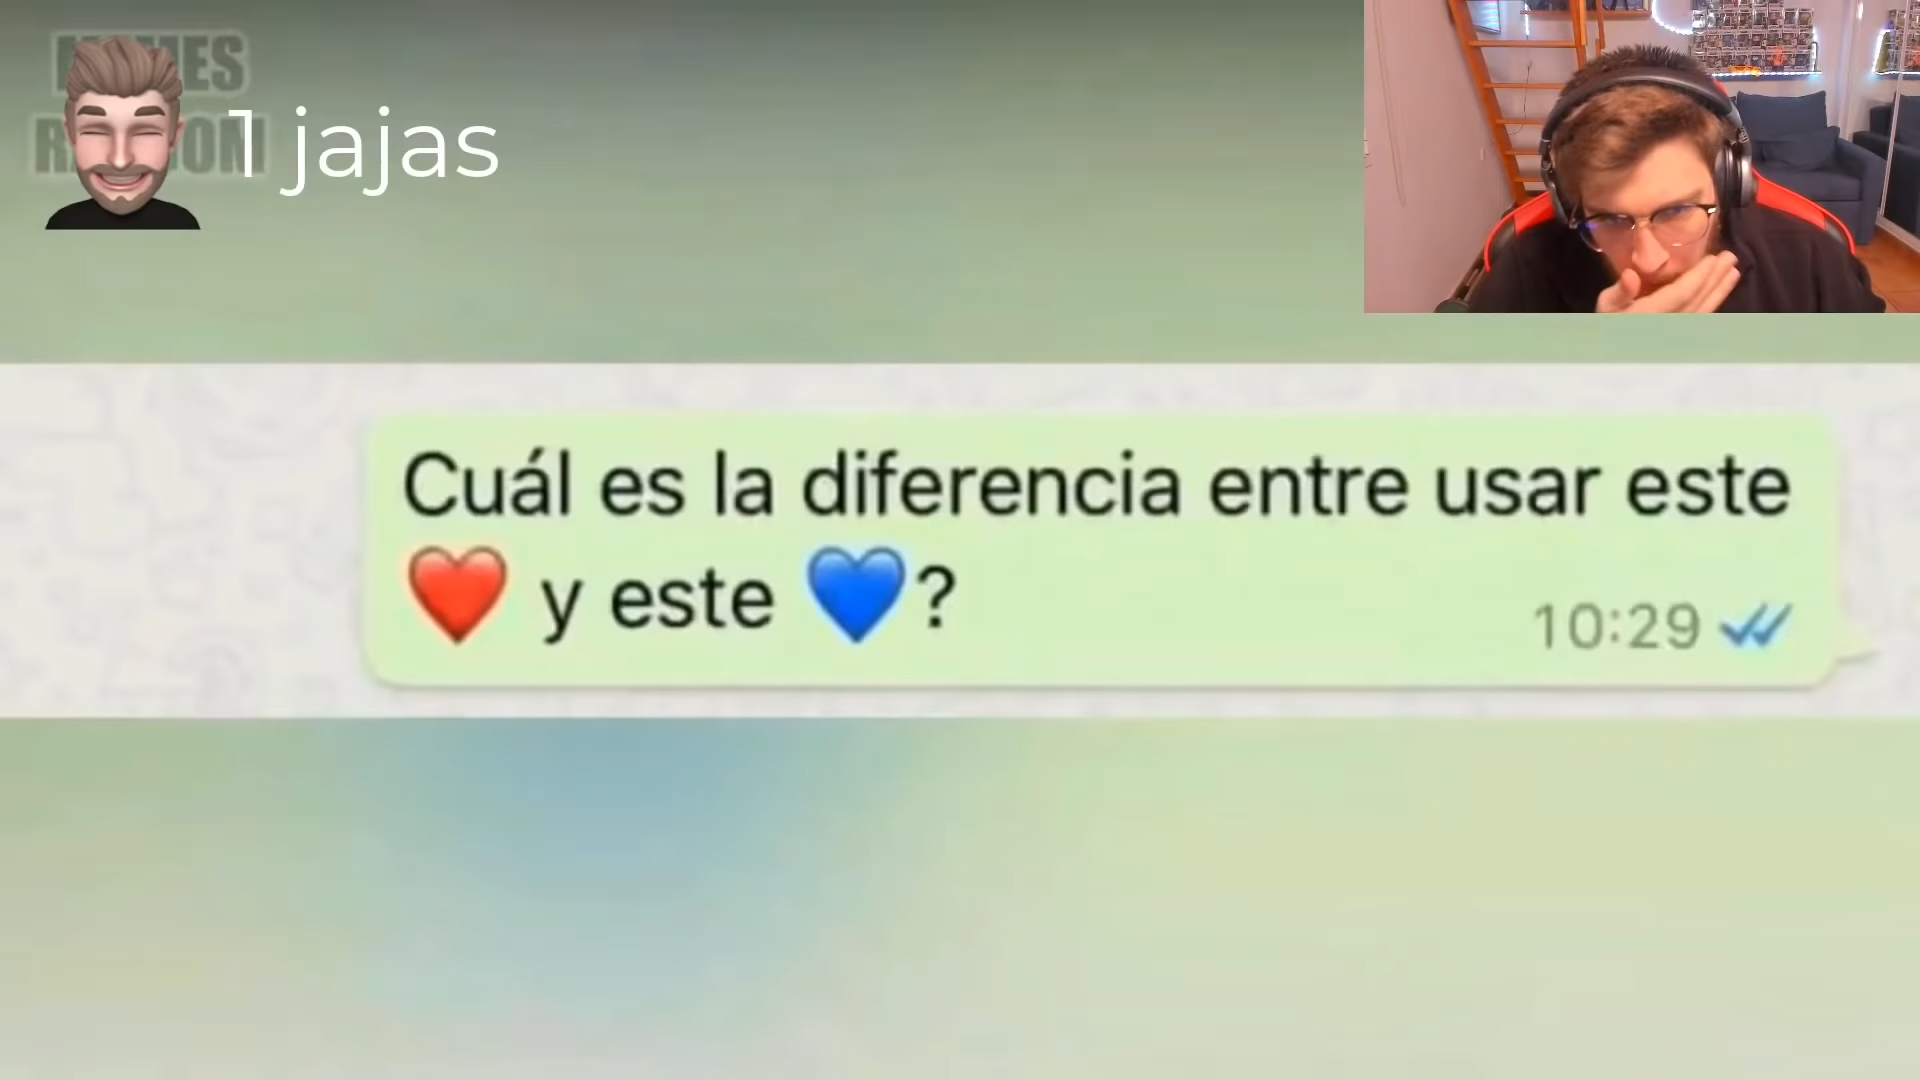 1 jajas
Cuál es la diferencia entre usar este
❤️ y este 💙?
10:29